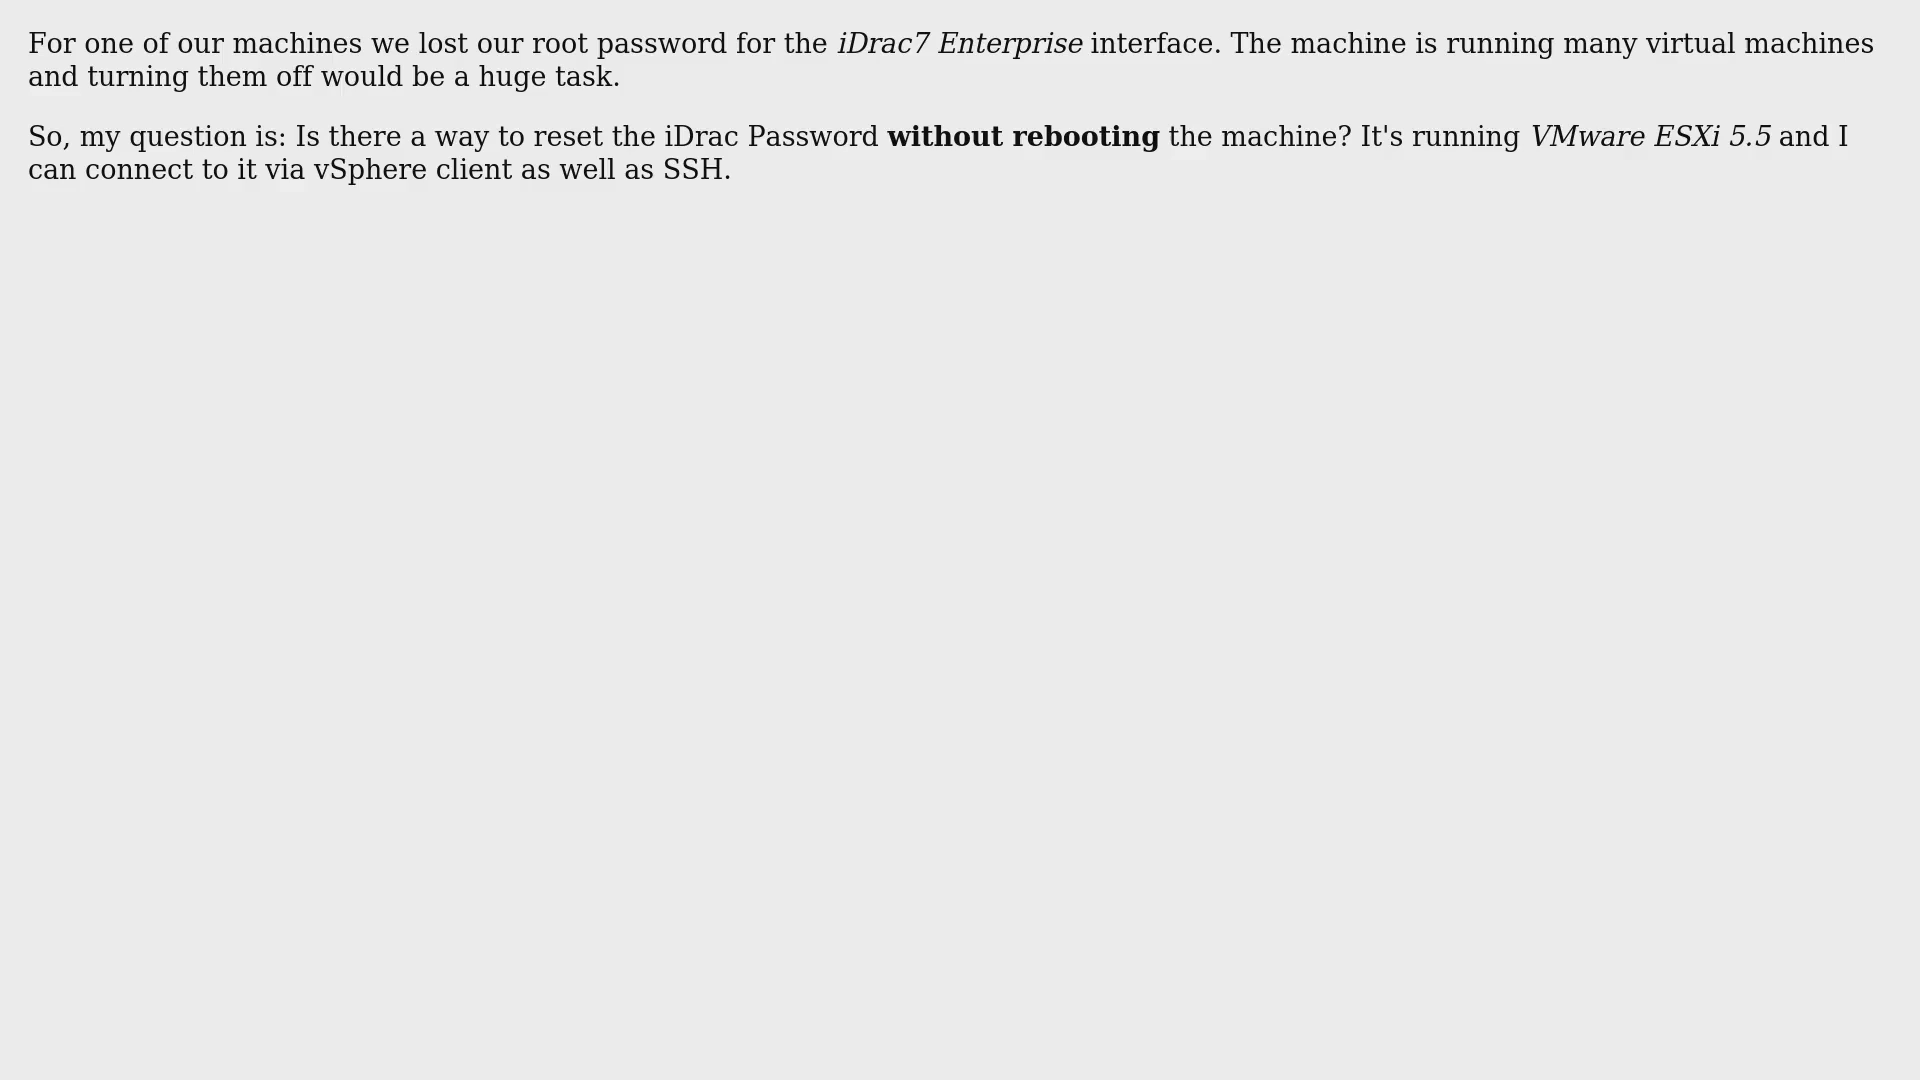 For one of our machines we lost our root password for the iDrac7 Enterprise interface. The machine is running many virtual machines
and turning them off would be a huge task.
So, my question is: Is there a way to reset the iDrac Password without rebooting the machine? It's running VMware ESXi 5.5 and I
can connect to it via vSphere client as well as SSH.